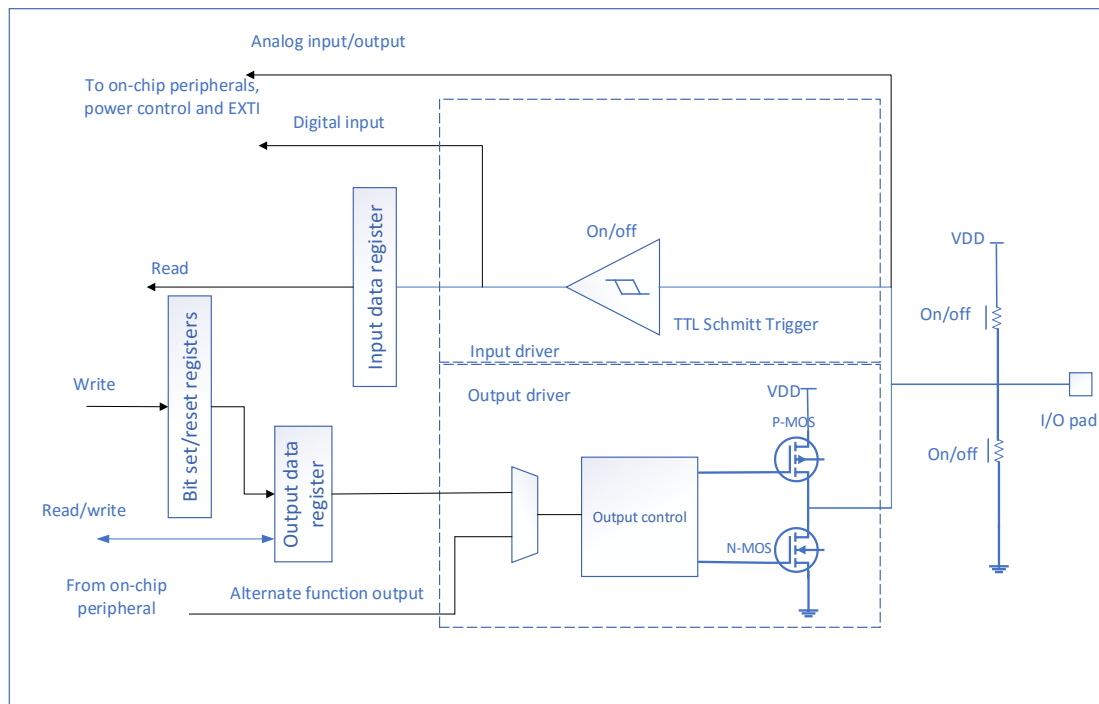 Analog input/output
To on-chip peripherals,
power control and EXTI
Digital input
On/off
Input data register
VDD
Read
TTL Schmitt Trigger
On/off
Bit set/reset registers
Input driver
Write
Output driver
VDD
P-MOS
I/O pad
On/off
Output data
register
Read/write
Output control
N-MOS
From on-chip
peripheral
Alternate function output